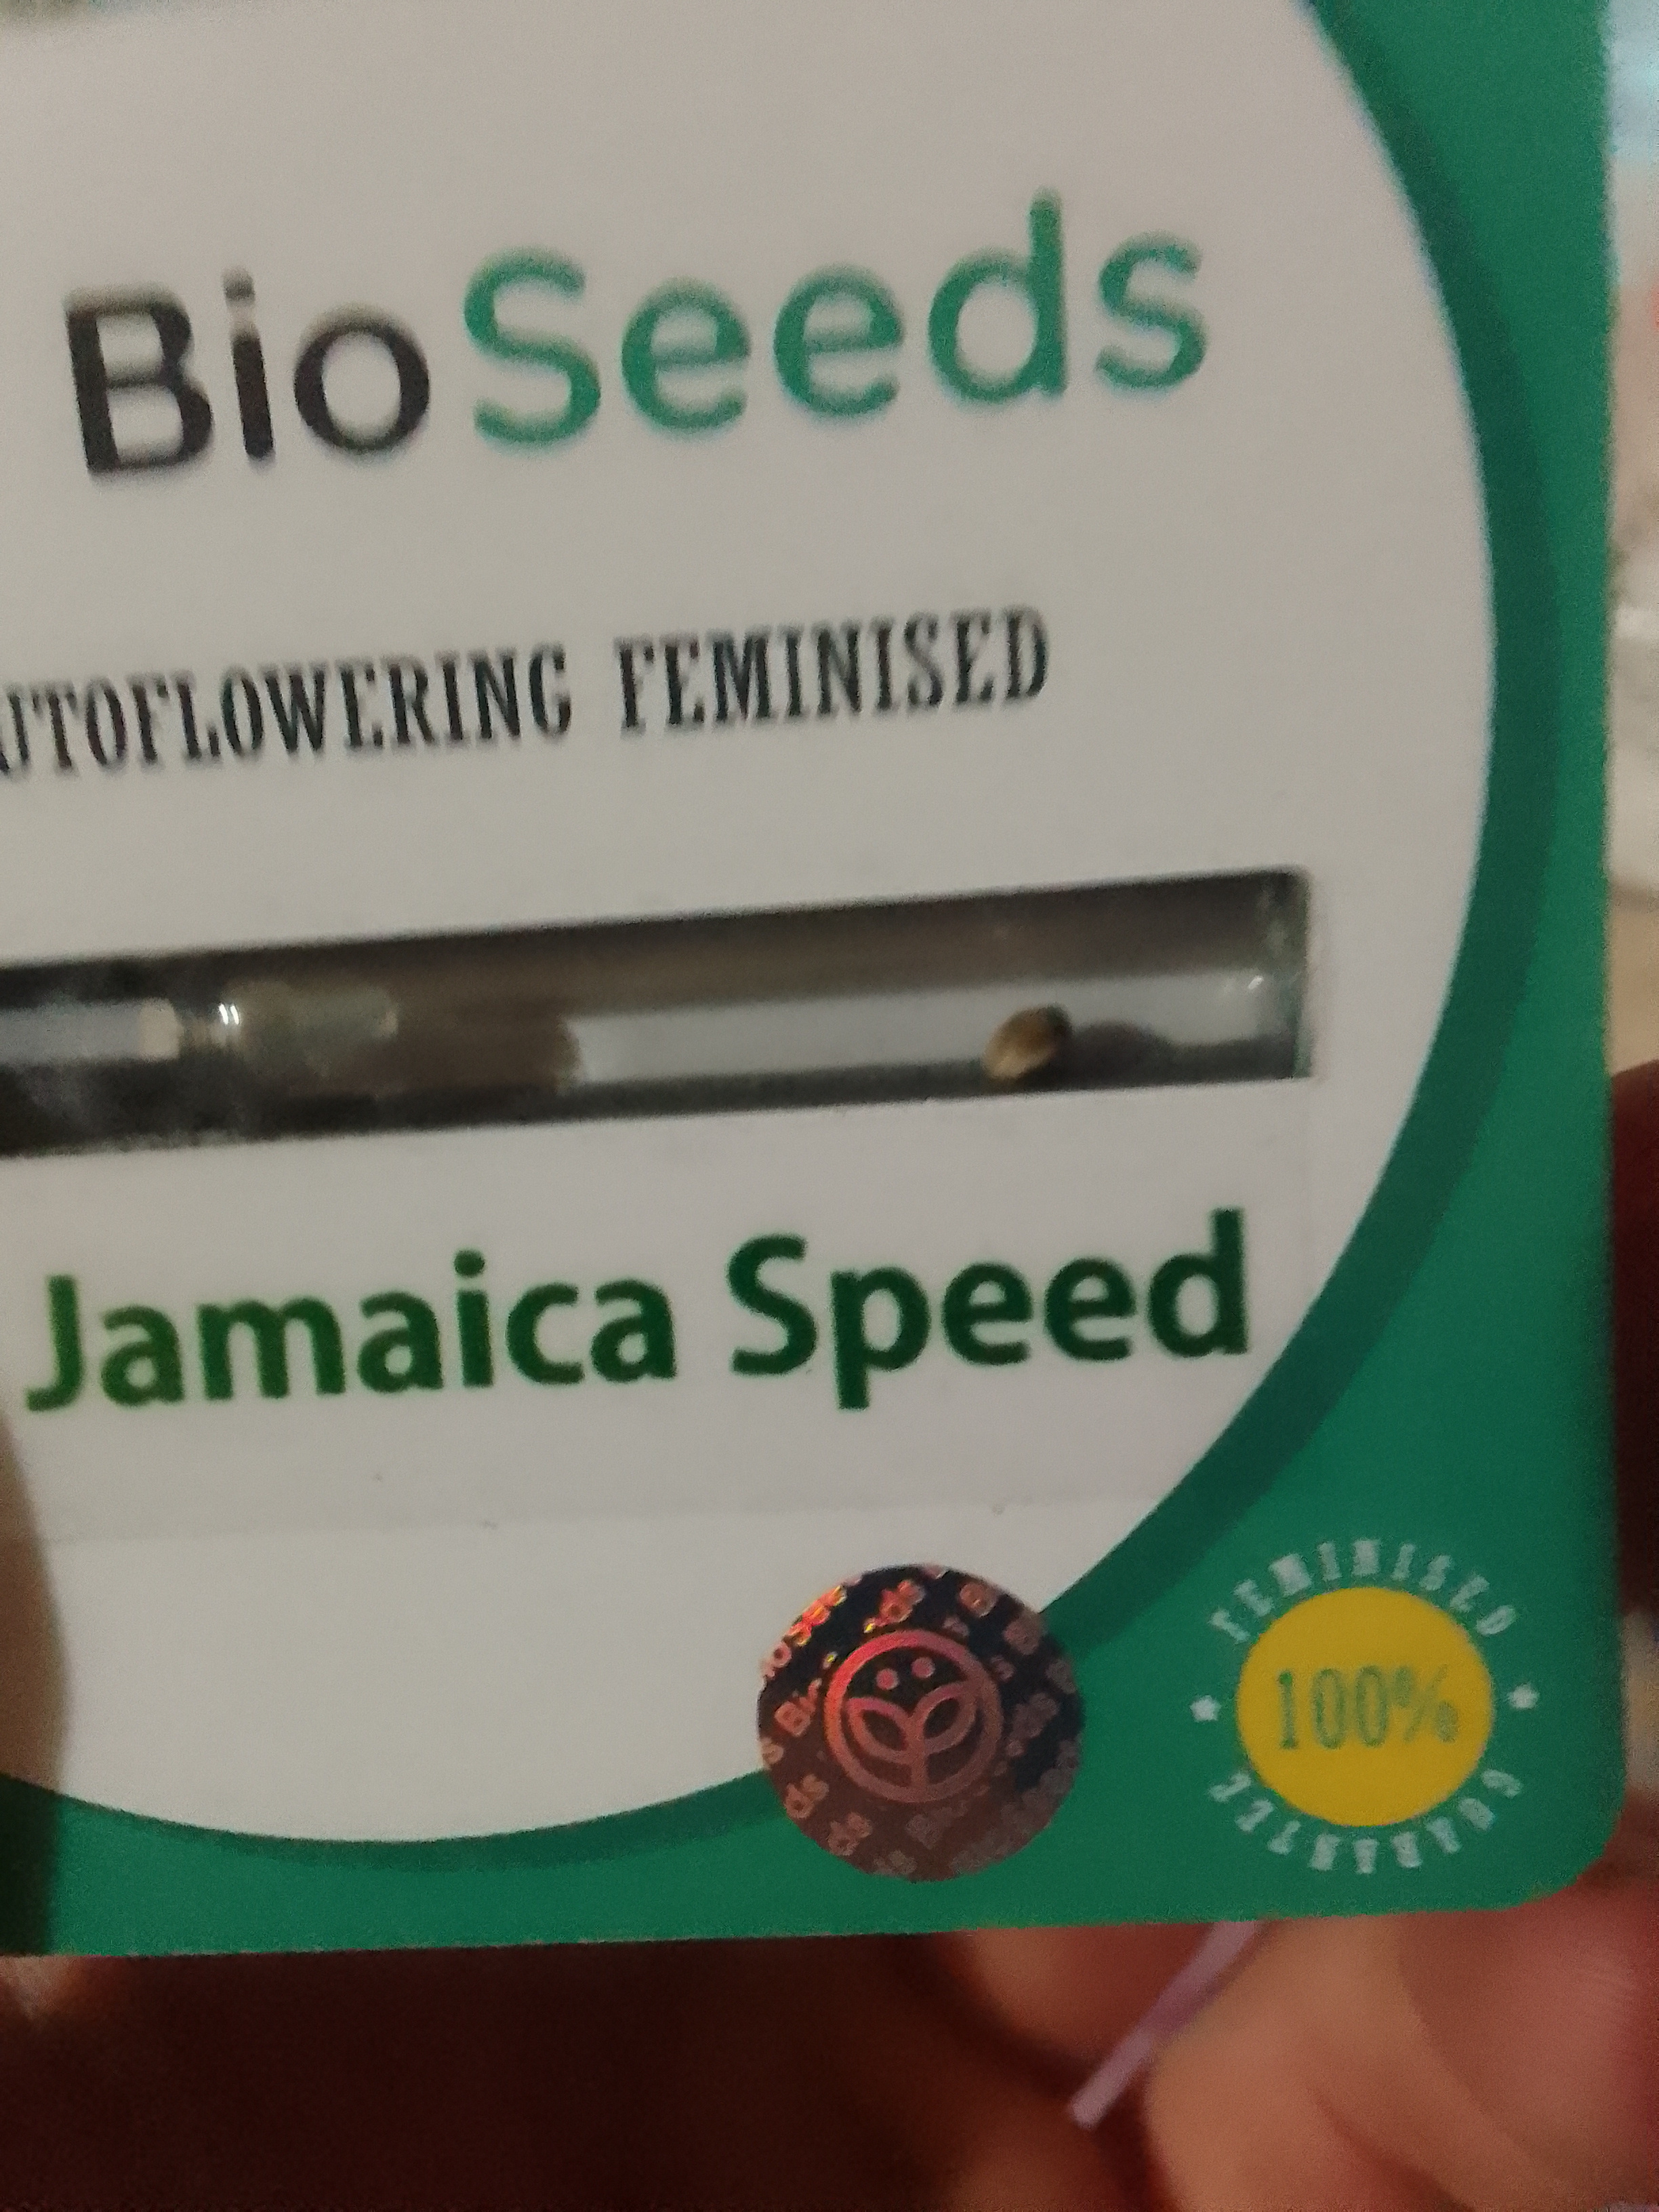 BioSeeds
UTOFLOWERING FEMINISED
Jamaica Speed
FEMINISED
100%
GUARANTEE